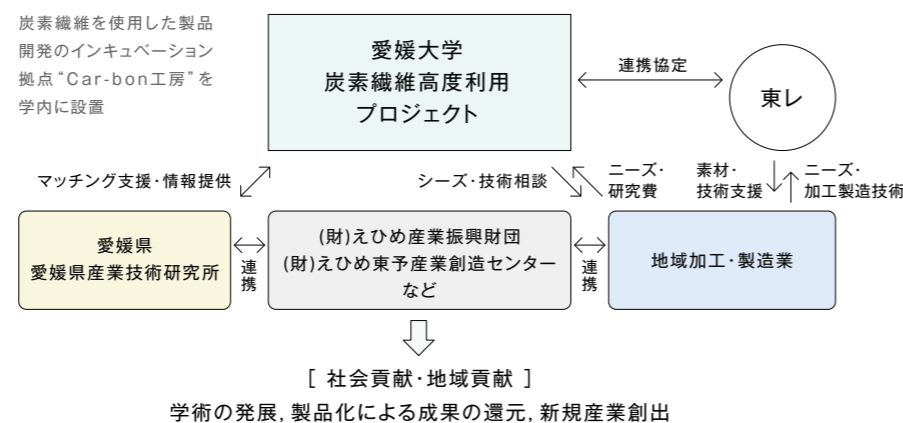 炭素繊維を使用した製品
開発のインキュベーション
拠点“Car-bon工房”を
学内に設置
愛媛大学
炭素繊維高度利用
プロジェクト
連携協定
東レ
マッチング支援・情報提供
シーズ・技術相談
ニーズ・
研究費
素材・
技術支援
ニーズ・
加工製造技術
愛媛県
愛媛県産業技術研究所
連携
(財)えひめ産業振興財団
(財)えひめ東予産業創造センター
など
連携
地域加工・製造業
[ 社会貢献・地域貢献 ]
学術の発展, 製品化による成果の還元, 新規産業創出